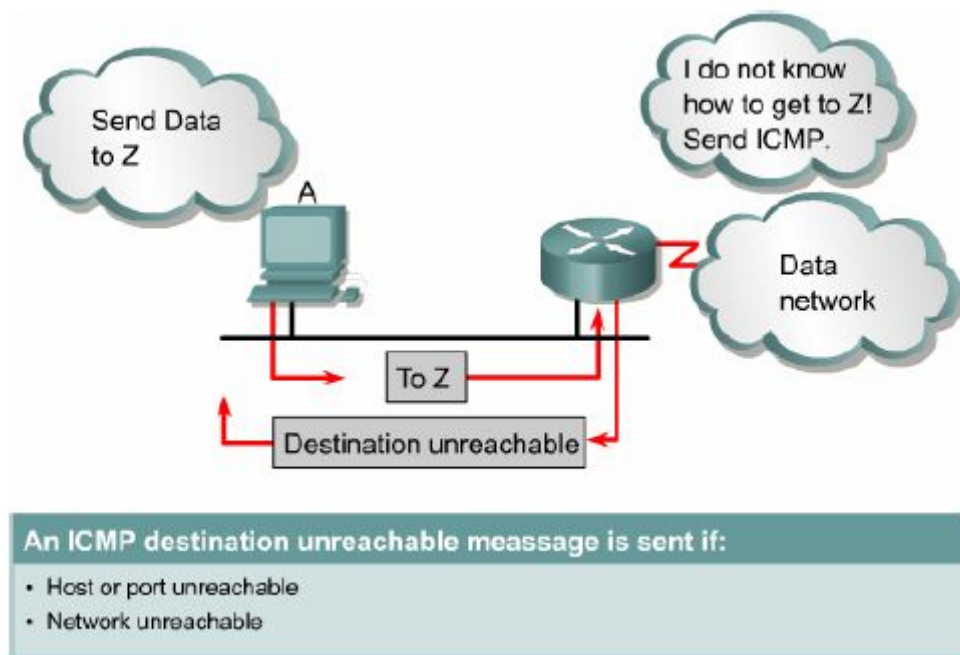 Send Data
to Z
A
I do not know
how to get to Z!
Send ICMP.
Data
network
To Z
Destination unreachable
An ICMP destination unreachable meassage is sent if:
• Host or port unreachable
• Network unreachable